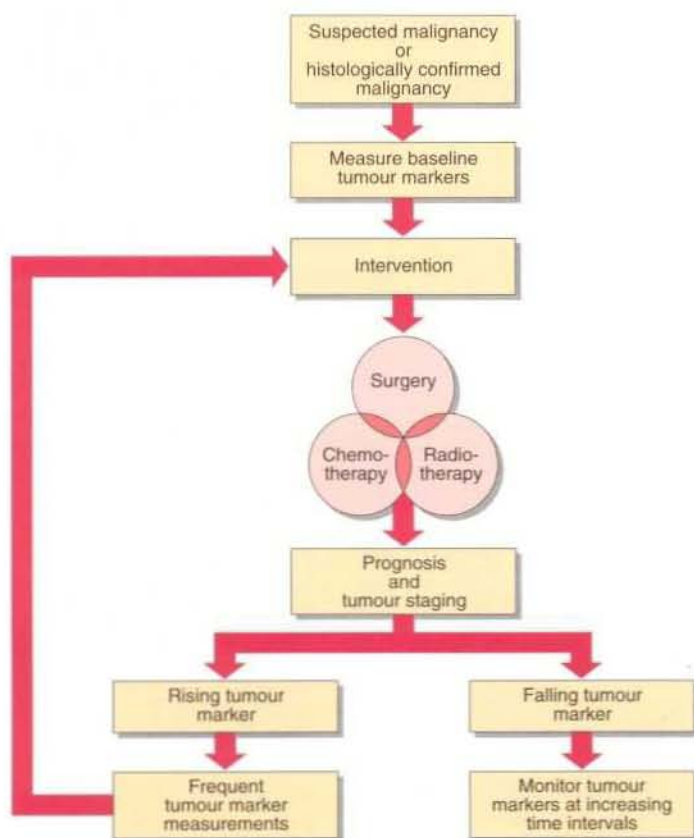 Suspected malignancy
or
histologically confirmed
malignancy
Measure baseline
tumour markers
Intervention
Surgery
Chemo-
therapy
Radio-
therapy
Prognosis
and
tumour staging
Rising tumour
marker
Falling tumour
marker
Frequent
tumour marker
measurements
Monitor tumour
markers at increasing
time intervals